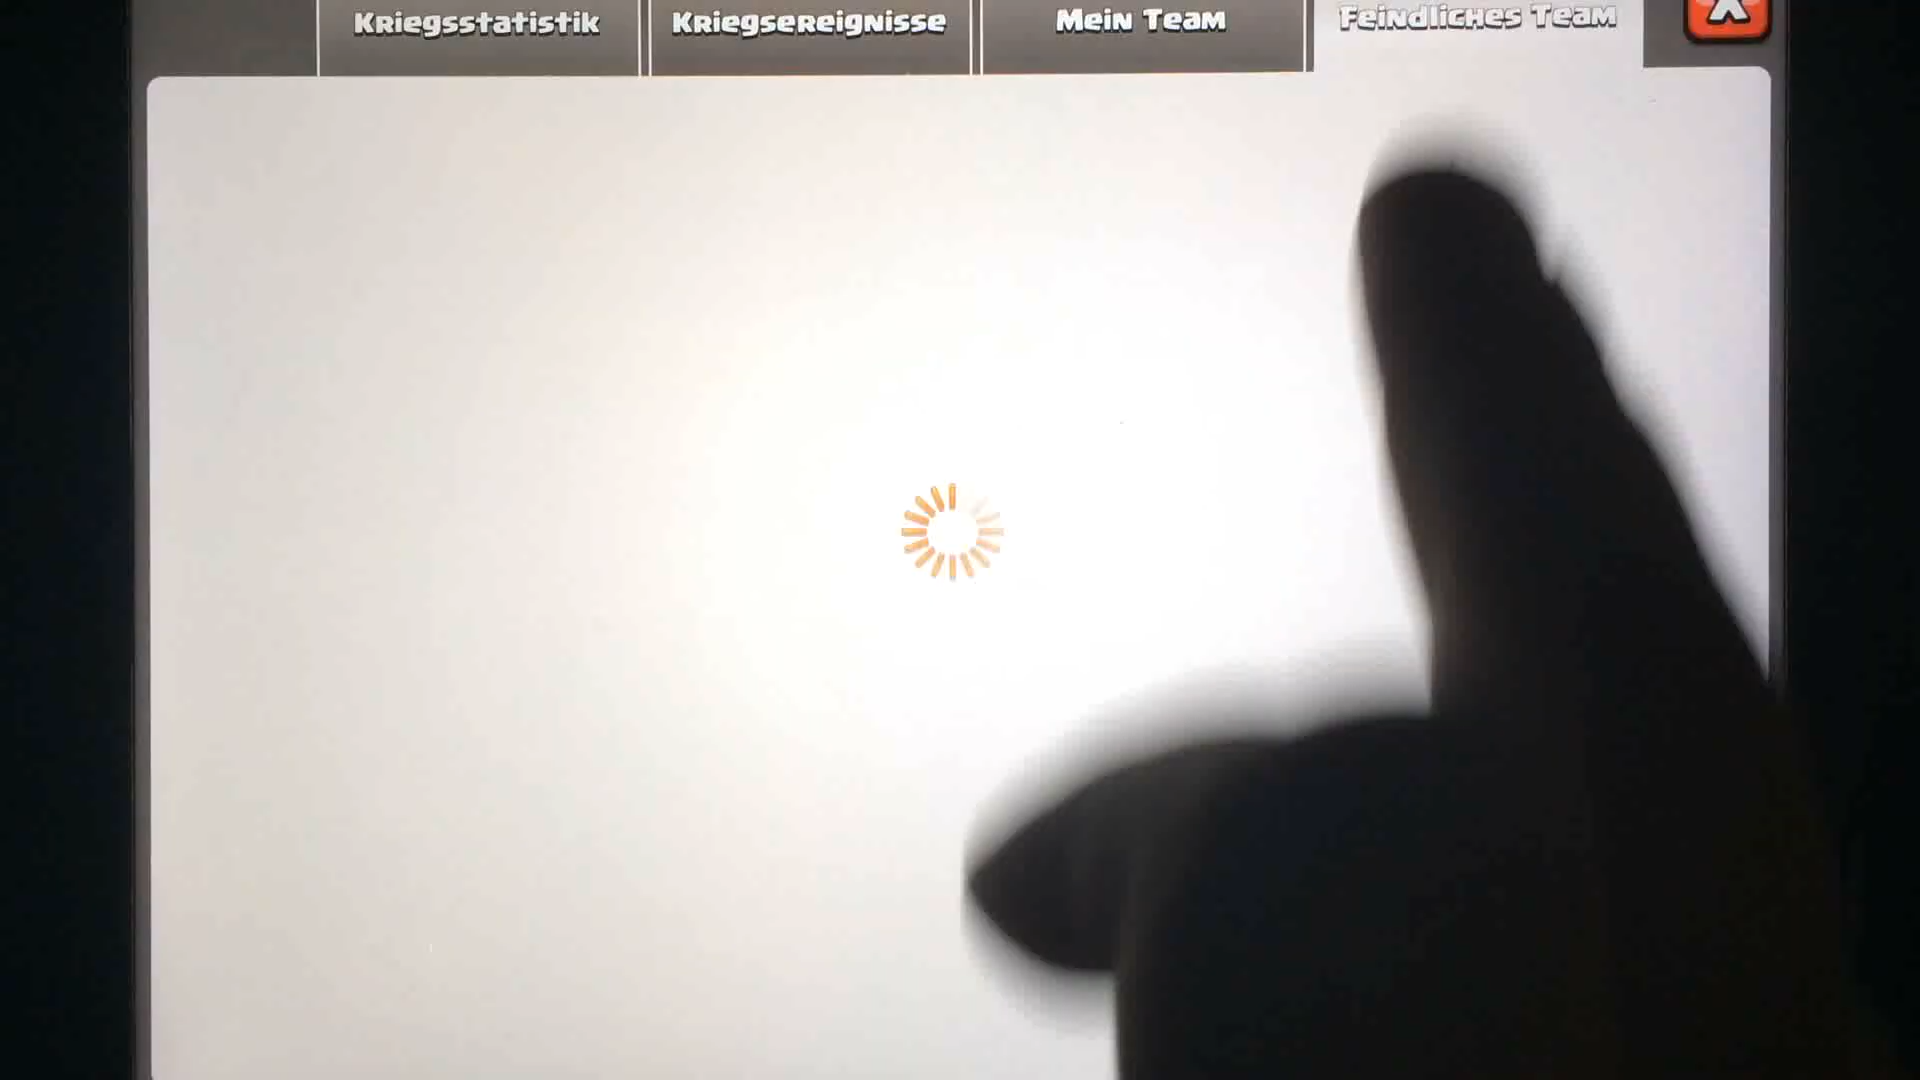 Kriegsstatistik
Kriegsereignisse
Mein Team
Feindliches Team
X